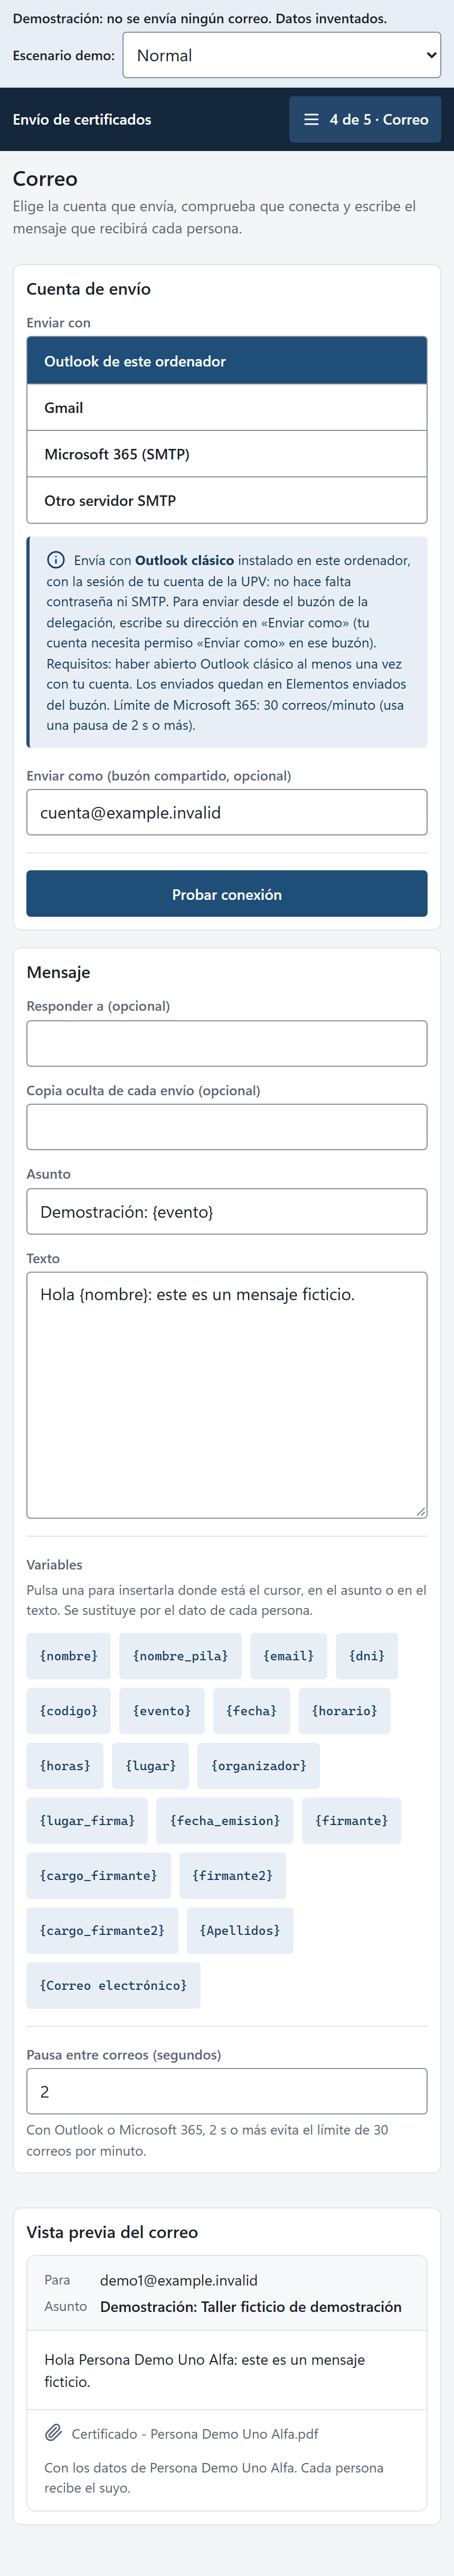 Demostración: no se envía ningún correo. Datos inventados.
Escenario demo: Normal
Envío de certificados
4 de 5 · Correo
Correo
Elige la cuenta que envía, comprueba que conecta y escribe el
mensaje que recibirá cada persona.
Cuenta de envío
Enviar con
Outlook de este ordenador
Gmail
Microsoft 365 (SMTP)
Otro servidor SMTP
Envía con Outlook clásico instalado en este ordenador,
con la sesión de tu cuenta de la UPV: no hace falta
contraseña ni SMTP. Para enviar desde el buzón de la
delegación, escribe su dirección en «Enviar como» (tu
cuenta necesita permiso «Enviar como» en ese buzón).
Requisitos: haber abierto Outlook clásico al menos una vez
con tu cuenta. Los enviados quedan en Elementos enviados
del buzón. Límite de Microsoft 365: 30 correos/minuto (usa
una pausa de 2 s o más).
Enviar como (buzón compartido, opcional)
cuenta@example.invalid
Probar conexión
Mensaje
Responder a (opcional)
Copia oculta de cada envío (opcional)
Asunto
Demostración: {evento}
Texto
Hola {nombre}: este es un mensaje ficticio.
Variables
Pulsa una para insertarla donde está el cursor, en el asunto o en el
texto. Se sustituye por el dato de cada persona.
{nombre} {nombre_pila} {email} {dni}
{codigo} {evento} {fecha} {horario}
{horas} {lugar} {organizador}
{lugar_firma} {fecha_emision} {firmante}
{cargo_firmante} {firmante2}
{cargo_firmante2} {Apellidos}
{Correo electrónico}
Pausa entre correos (segundos)
2
Con Outlook o Microsoft 365, 2 s o más evita el límite de 30
correos por minuto.
Vista previa del correo
Para demo1@example.invalid
Asunto Demostración: Taller ficticio de demostración
Hola Persona Demo Uno Alfa: este es un mensaje
ficticio.
Certificado - Persona Demo Uno Alfa.pdf
Con los datos de Persona Demo Uno Alfa. Cada persona
recibe el suyo.